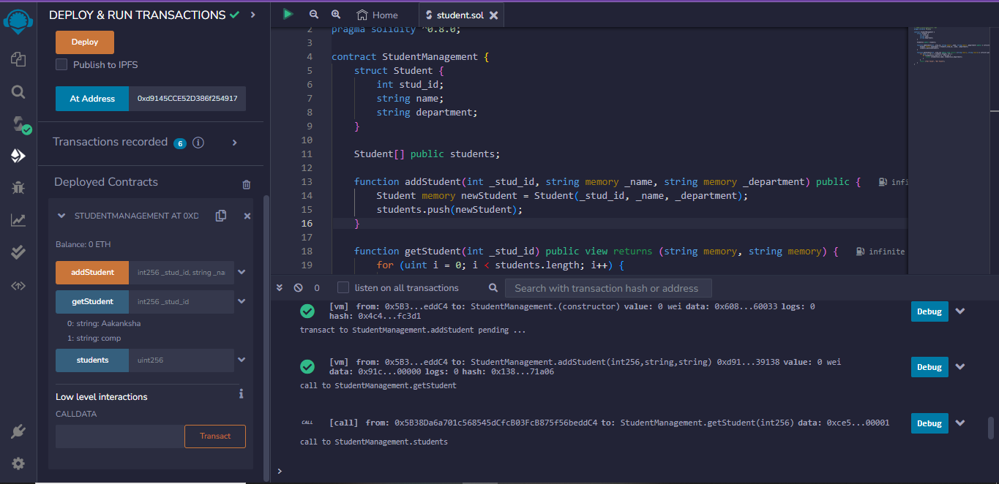 DEPLOY & RUN TRANSACTIONS
Deploy
Publish to IPFS
At Address
0xd9145CCE52D386f254917
Transactions recorded 6
Deployed Contracts
STUDENTMANAGEMENT AT 0XD
Balance: 0 ETH
addStudent
int256 _stud_id, string _na
getStudent
int256 _stud_id
0: string: Aakanksha
1: string: comp
students
uint256
Low level interactions
CALLDATA
Transact
Home
student.sol
2 pragma solidity ^0.8.0;
3
4 contract StudentManagement {
5 struct Student {
6 int stud_id;
7 string name;
8 string department;
9 }
10
11 Student[] public students;
12
13 function addStudent(int _stud_id, string memory _name, string memory _department) public { infi
14 Student memory newStudent = Student(_stud_id, _name, _department);
15 students.push(newStudent);
16 }
17
18 function getStudent(int _stud_id) public view returns (string memory, string memory) { infinite
19 for (uint i = 0; i < students.length; i++) {
0
listen on all transactions
Search with transaction hash or address
[vm] from: 0x5B3...eddC4 to: StudentManagement.(constructor) value: 0 wei data: 0x608...60033 logs: 0
hash: 0x4c4...fc3d1
Debug
transact to StudentManagement.addStudent pending ...
[vm] from: 0x5B3...eddC4 to: StudentManagement.addStudent(int256,string,string) 0xd91...39138 value: 0 wei
data: 0x91c...00000 logs: 0 hash: 0x138...71a06
Debug
call to StudentManagement.getStudent
CALL [call] from: 0x5B38Da6a701c568545dCfcB03FcB875f56beddC4 to: StudentManagement.getStudent(int256) data: 0xce5...00001
Debug
call to StudentManagement.students
>